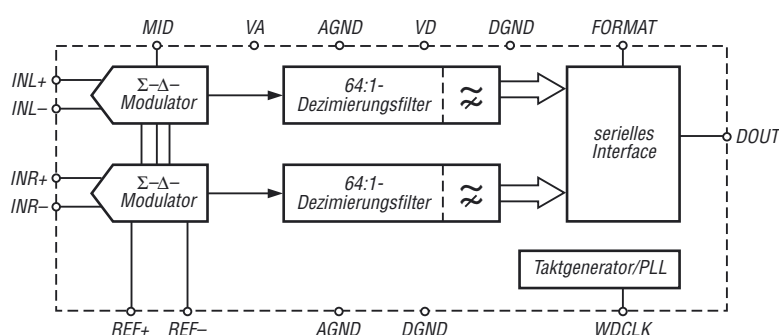 MID VA AGND VD DGND FORMAT
INL+
INL–
Σ–Δ–
Modulator
64:1-
Dezimierungsfilter
serielles
Interface
DOUT
INR+
INR–
Σ–Δ–
Modulator
64:1-
Dezimierungsfilter
Taktgenerator/PLL
REF+ REF– AGND DGND WDCLK